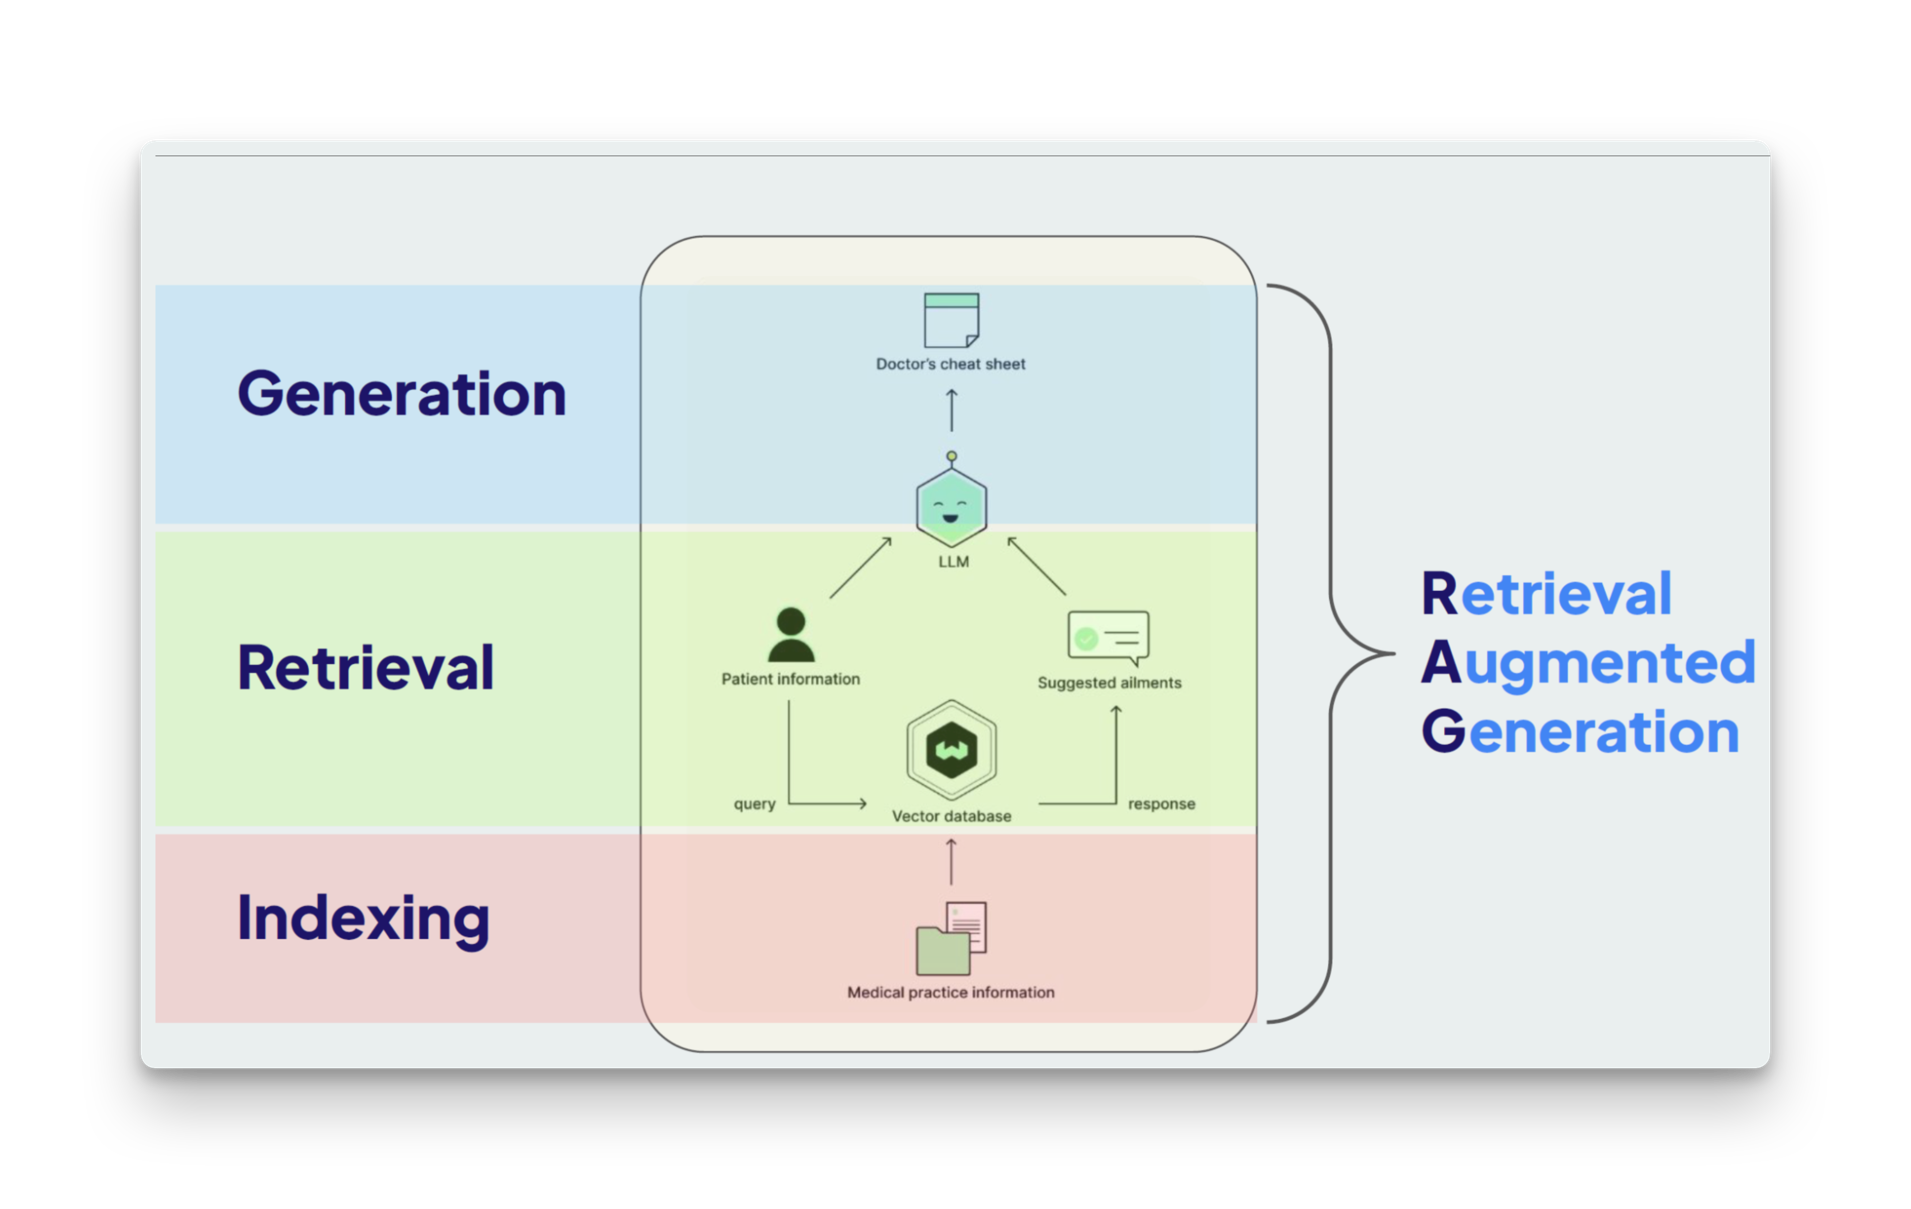 Generation
Doctor's cheat sheet
LLM
Retrieval
Patient information
Suggested ailments
query
Vector database
response
Indexing
Medical practice information
Retrieval
Augmented
Generation